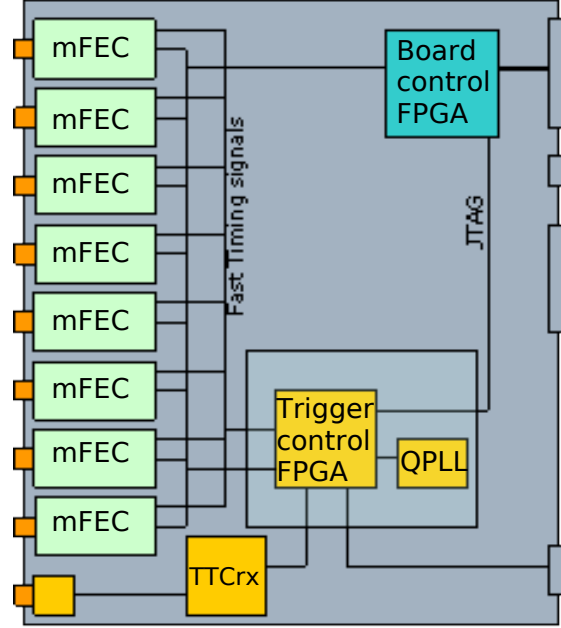 mFEC
mFEC
mFEC
mFEC
mFEC
mFEC
mFEC
mFEC
Board
control
FPGA
Fast Timing signals
JTAG
Trigger
control
FPGA
QPLL
TTCrx